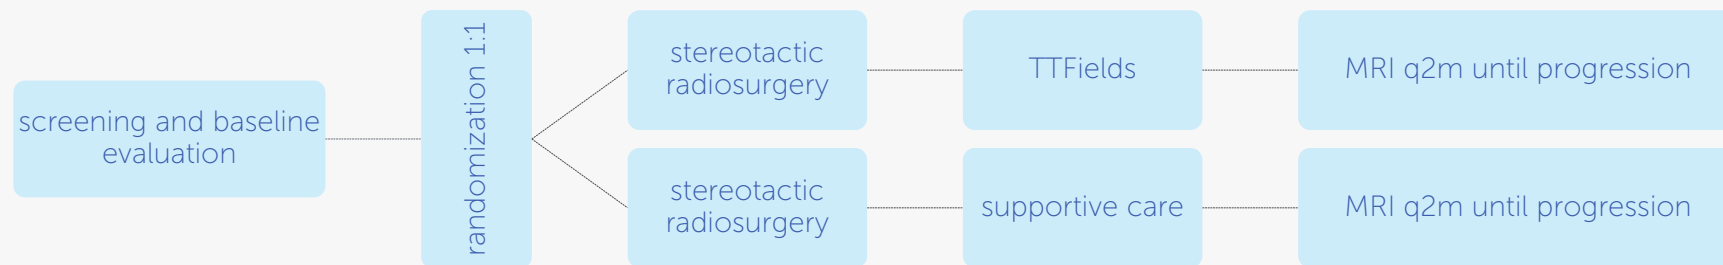 screening and baseline
evaluation
randomization 1:1
stereotactic
radiosurgery
TTFields
MRI q2m until progression
stereotactic
radiosurgery
supportive care
MRI q2m until progression